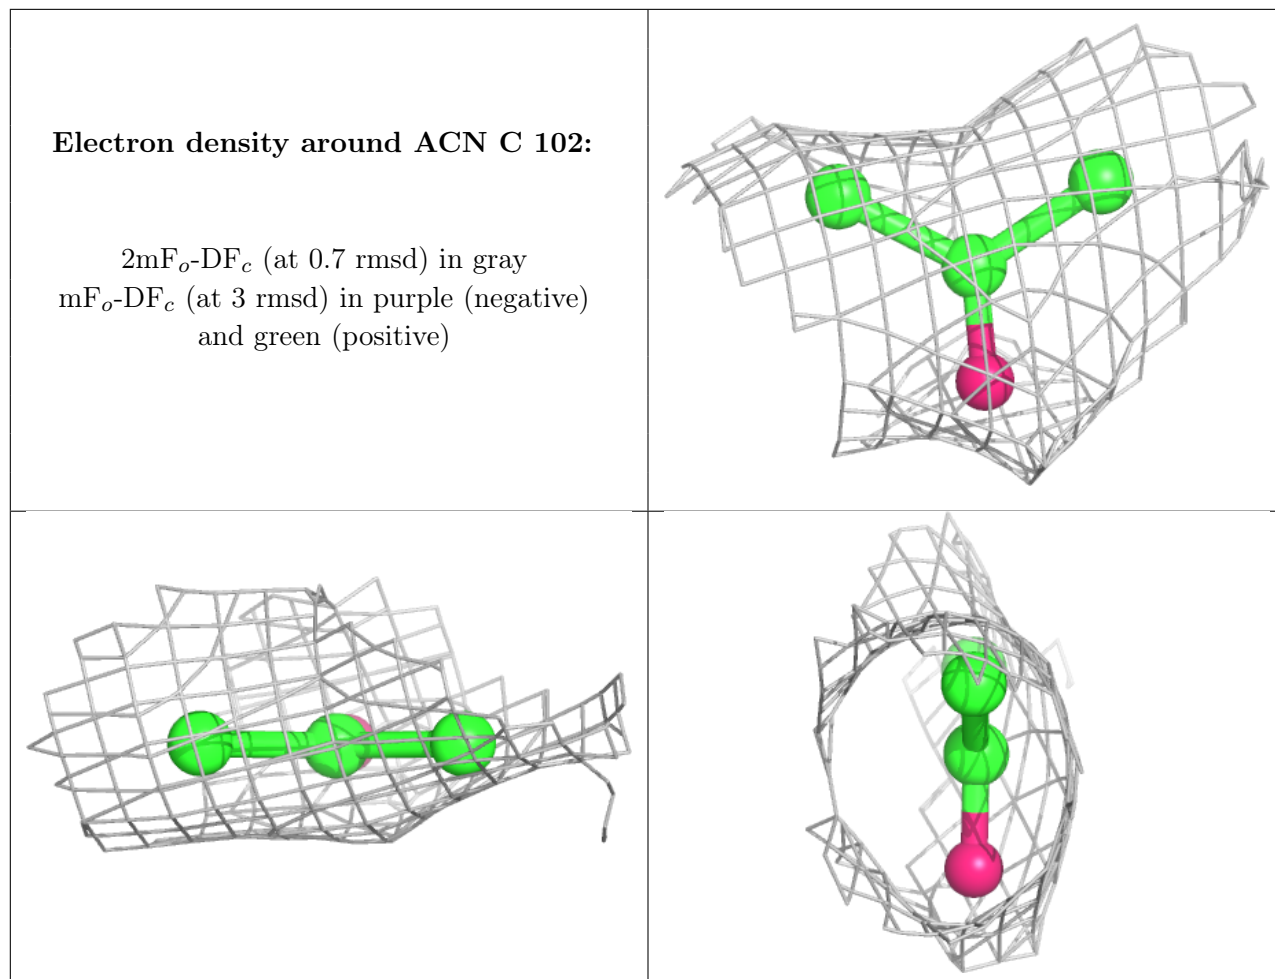 Electron density around ACN C 102:
2mFo-DFc (at 0.7 rmsd) in gray
mFo-DFc (at 3 rmsd) in purple (negative)
and green (positive)